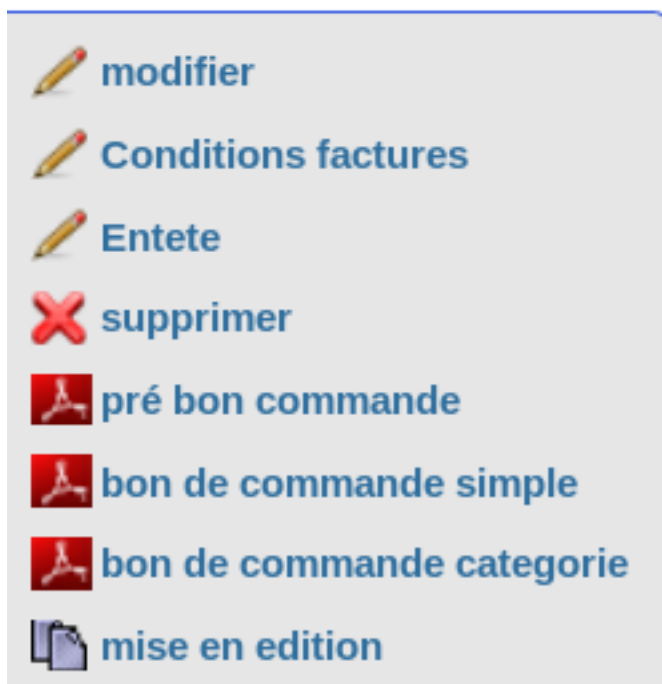 modifier
Conditions factures
Entete
supprimer
pré bon commande
bon de commande simple
bon de commande categorie
mise en edition